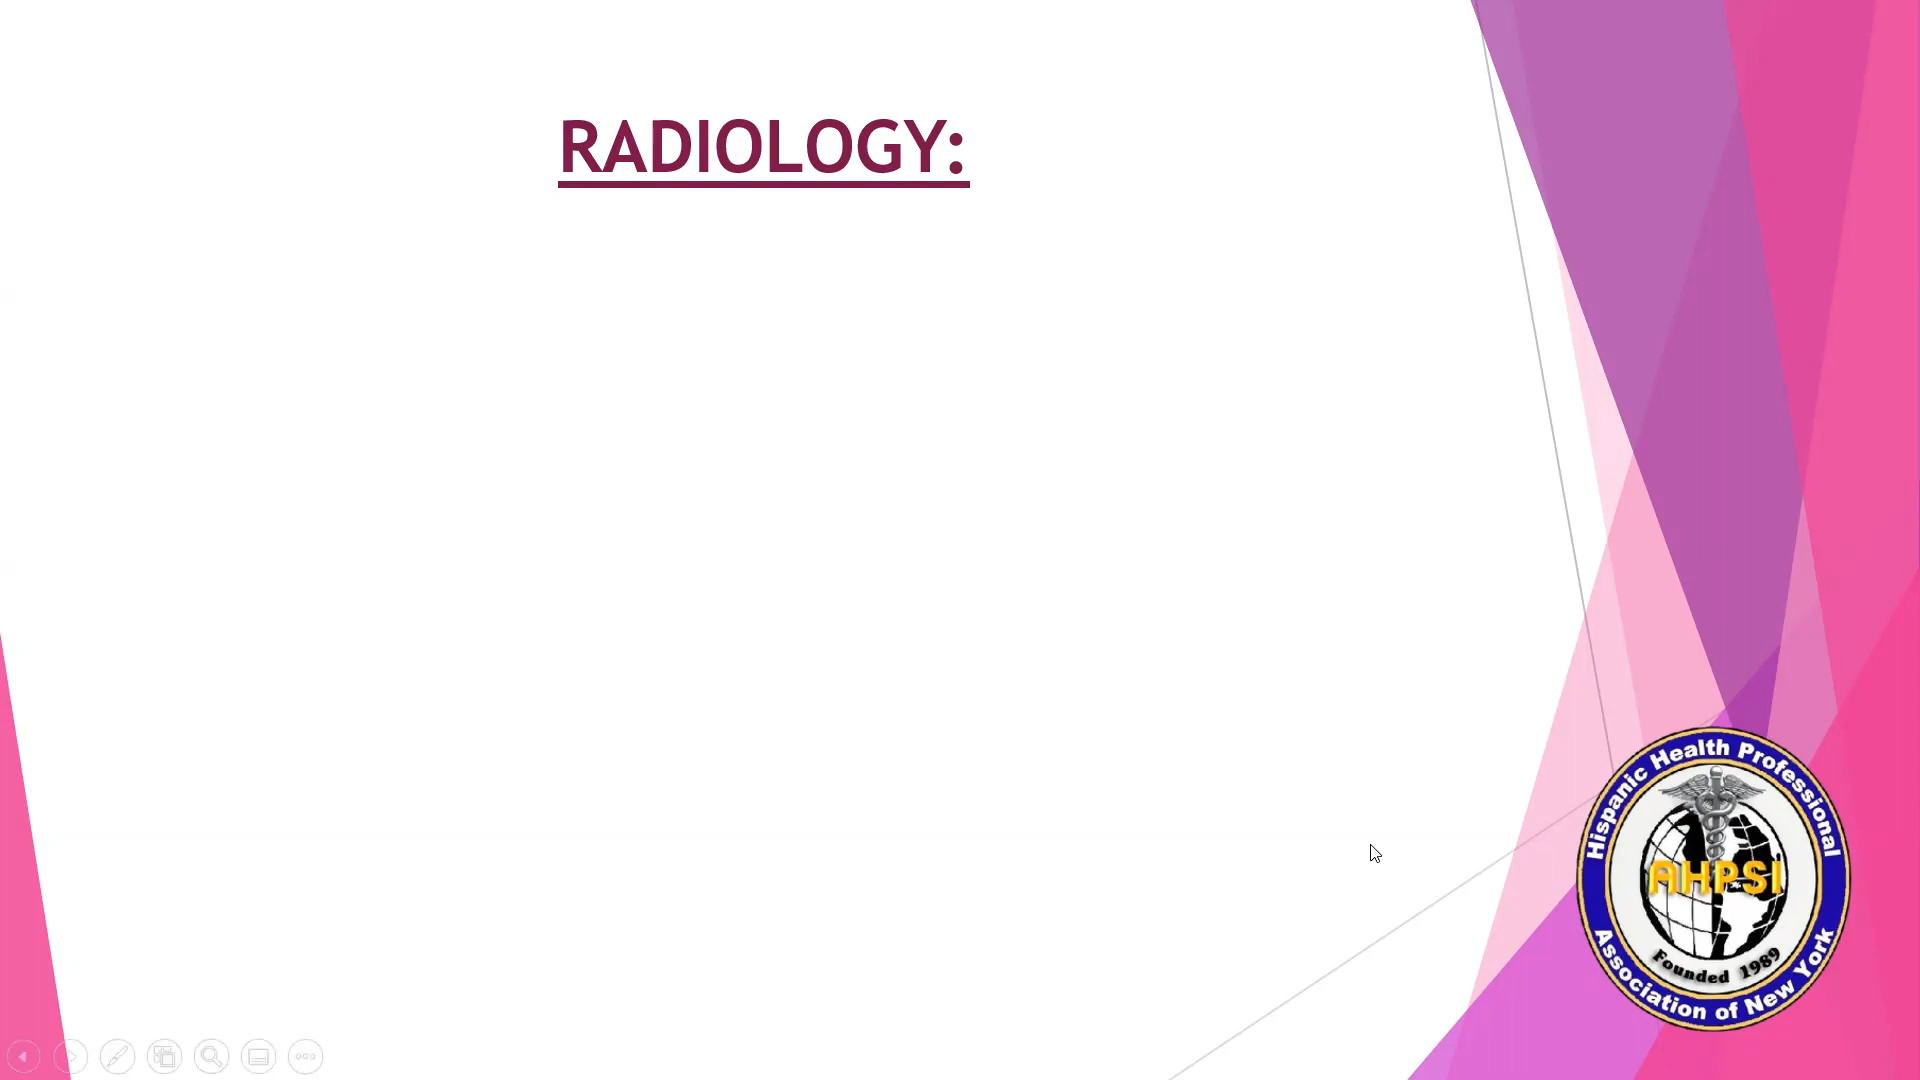 RADIOLOGY:
Hispanic Health Professional
AHPSI
Founded 1989
Association of New York